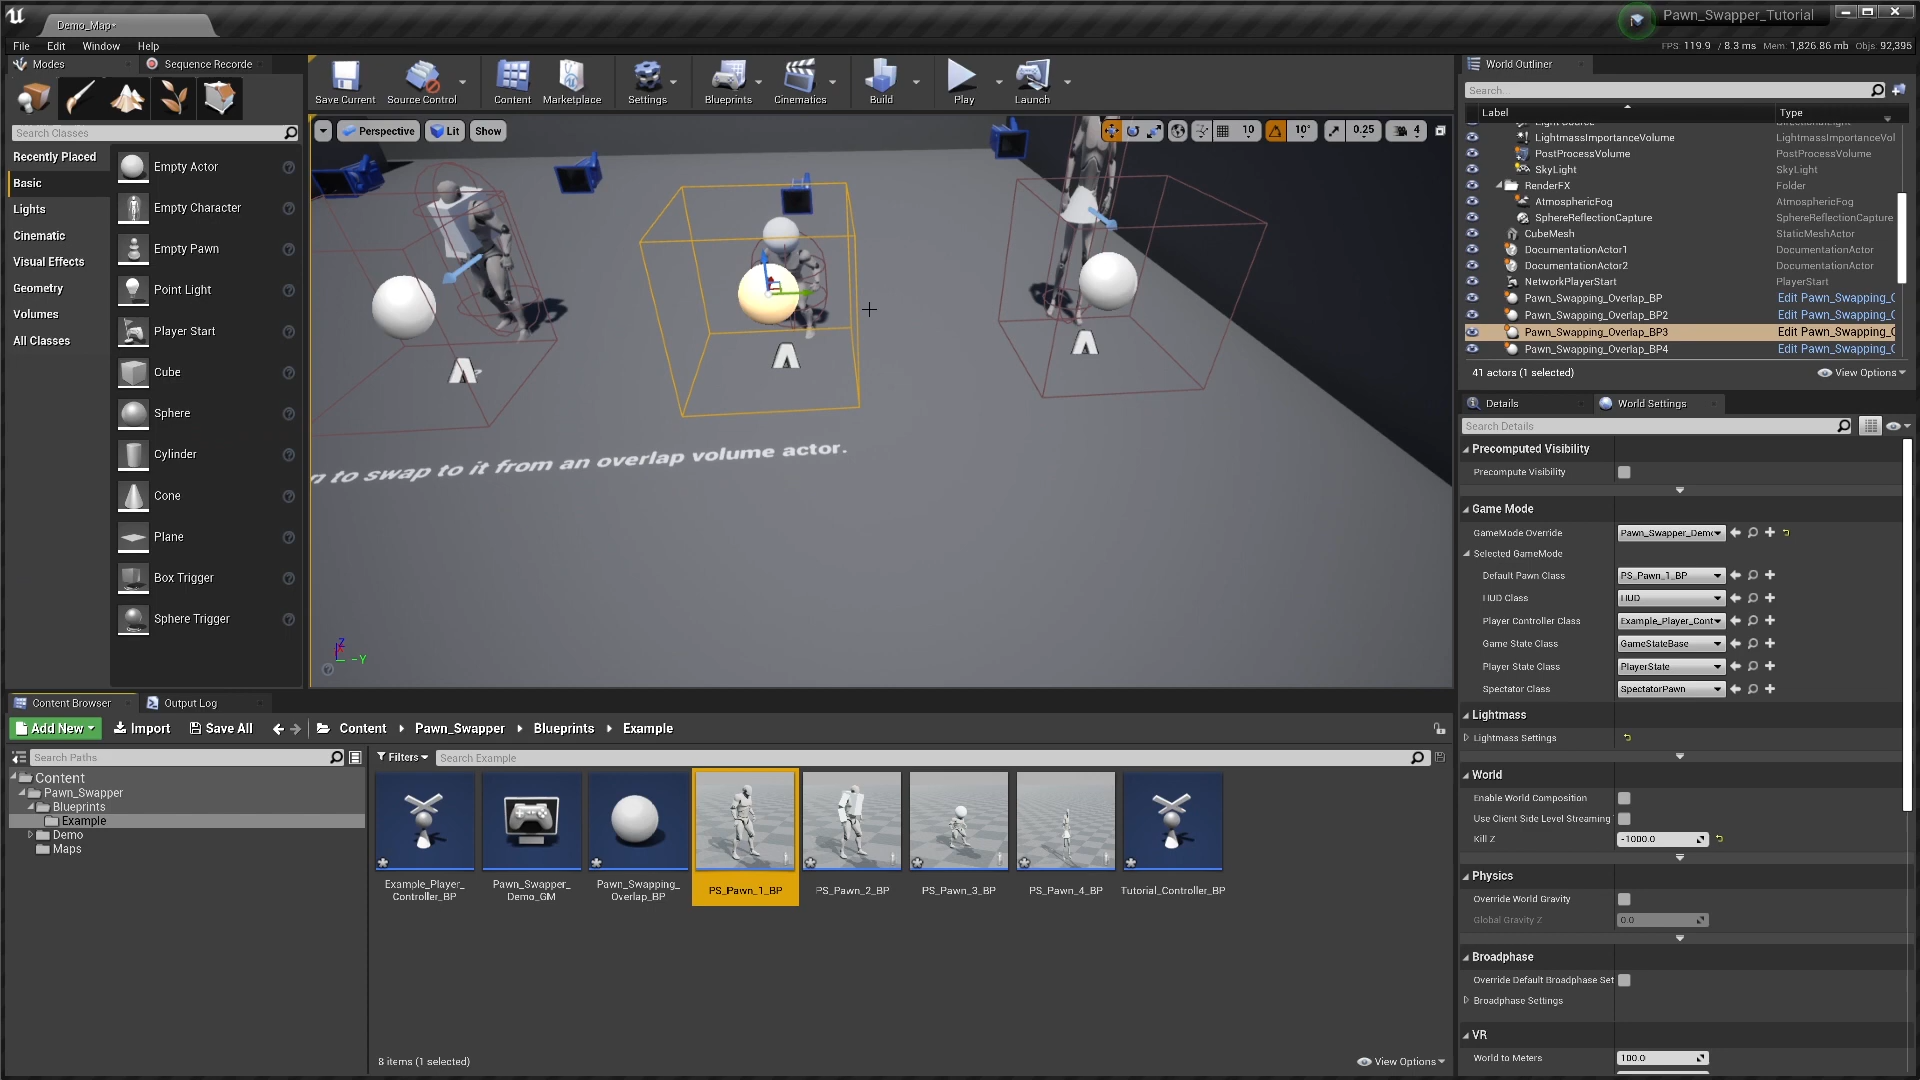 Demo_Map*
Pawn_Swapper_Tutorial
File Edit Window Help
FPS: 119.9 / 8.3 ms Mem: 1,826.86 mb Objs: 92,395
Modes
Sequence Recorde
Search Classes
Recently Placed
Basic
Lights
Cinematic
Visual Effects
Geometry
Volumes
All Classes
Empty Actor
Empty Character
Empty Pawn
Point Light
Player Start
Cube
Sphere
Cylinder
Cone
Plane
Box Trigger
Sphere Trigger
Save Current
Source Control
Content
Marketplace
Settings
Blueprints
Cinematics
Build
Play
Launch
Perspective
Lit
Show
10
10°
0.25
4
n to swap to it from an overlap volume actor.
Z
-Y
World Outliner
Search...
Label Type
LightmassImportanceVolume LightmassImportanceVol
PostProcessVolume PostProcessVolume
SkyLight SkyLight
RenderFX Folder
AtmosphericFog AtmosphericFog
SphereReflectionCapture SphereReflectionCapture
CubeMesh StaticMeshActor
DocumentationActor1 DocumentationActor
DocumentationActor2 DocumentationActor
NetworkPlayerStart PlayerStart
Pawn_Swapping_Overlap_BP Edit Pawn_Swapping_O
Pawn_Swapping_Overlap_BP2 Edit Pawn_Swapping_O
Pawn_Swapping_Overlap_BP3 Edit Pawn_Swapping_O
Pawn_Swapping_Overlap_BP4 Edit Pawn_Swapping_O
41 actors (1 selected)
View Options
Details
World Settings
Search Details
Precomputed Visibility
Precompute Visibility
Game Mode
GameMode Override Pawn_Swapper_Demo
Selected GameMode
Default Pawn Class PS_Pawn_1_BP
HUD Class HUD
Player Controller Class Example_Player_Cont
Game State Class GameStateBase
Player State Class PlayerState
Spectator Class SpectatorPawn
Lightmass
Lightmass Settings
World
Enable World Composition
Use Client Side Level Streaming
Kill Z -1000.0
Physics
Override World Gravity
Global Gravity Z 0.0
Broadphase
Override Default Broadphase Set
Broadphase Settings
VR
World to Meters 100.0
Content Browser
Output Log
Add New
Import
Save All
Content
Pawn_Swapper
Blueprints
Example
Search Paths
Filters
Search Example
Content
Pawn_Swapper
Blueprints
Example
Demo
Maps
Example_Player_
Controller_BP
Pawn_Swapper_
Demo_GM
Pawn_Swapping_
Overlap_BP
PS_Pawn_1_BP
PS_Pawn_2_BP
PS_Pawn_3_BP
PS_Pawn_4_BP
Tutorial_Controller_BP
8 items (1 selected)
View Options